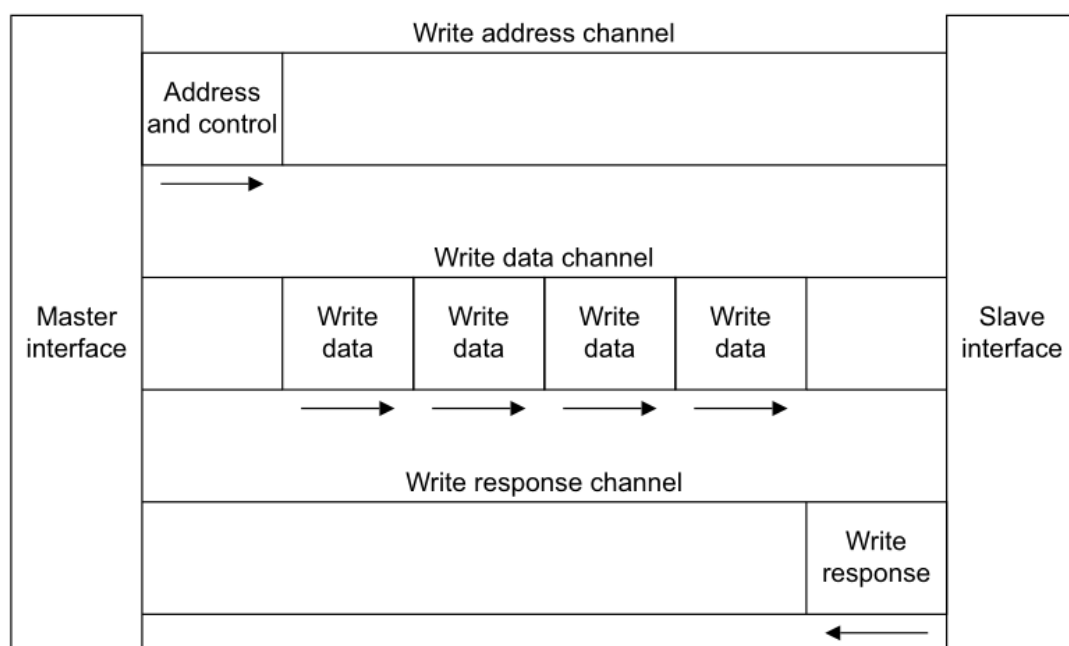 Write address channel
Address
and control
Write data channel
Master
interface
Write
data
Write
data
Write
data
Write
data
Slave
interface
Write response channel
Write
response